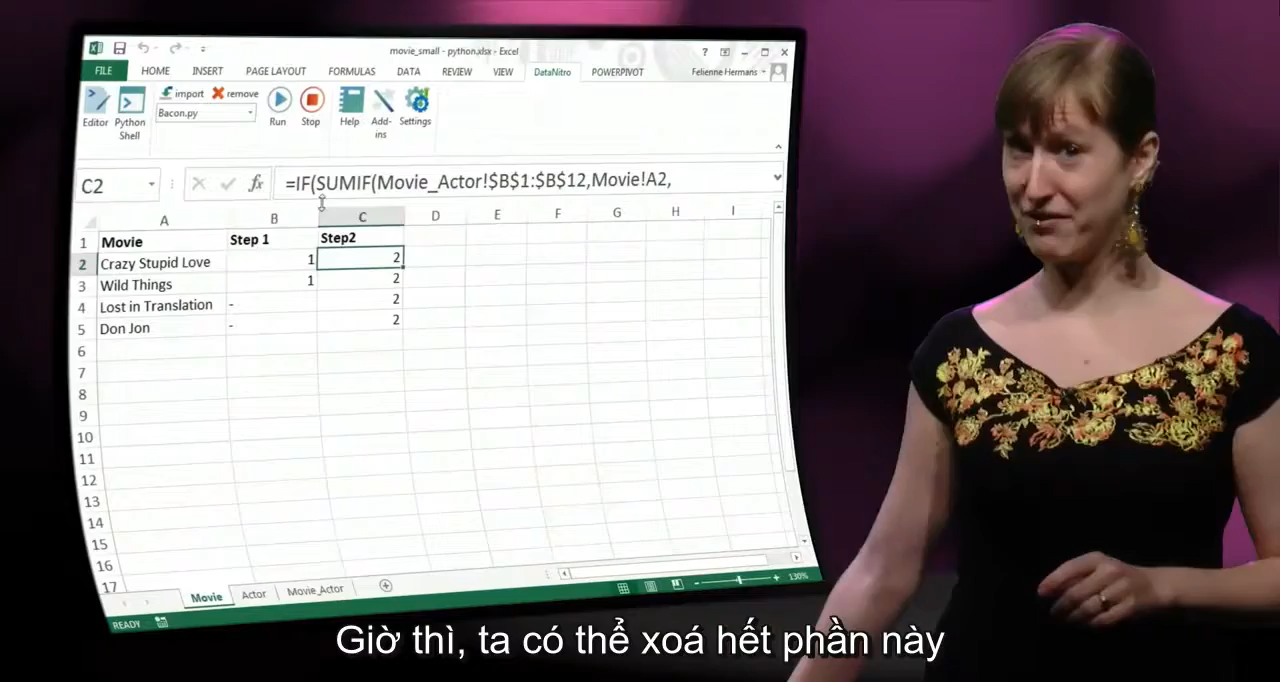 movie_small - python.xlsx - Excel
FILE HOME INSERT PAGE LAYOUT FORMULAS DATA REVIEW VIEW DataNitro POWERPIVOT Felienne Hermans
import remove
Bacon.py
Editor Python Shell Run Stop Help Add-ins Settings
C2 fx =IF(SUMIF(Movie_Actor!$B$1:$B$12,Movie!A2,
A B C D E F G H I
1 Movie Step 1 Step2
2 Crazy Stupid Love 1 2
3 Wild Things 1 2
4 Lost in Translation - 2
5 Don Jon - 2
6
7
8
9
10
11
12
13
14
15
16
17
Movie Actor Movie_Actor
READY 130%
Giờ thì, ta có thể xoá hết phần này